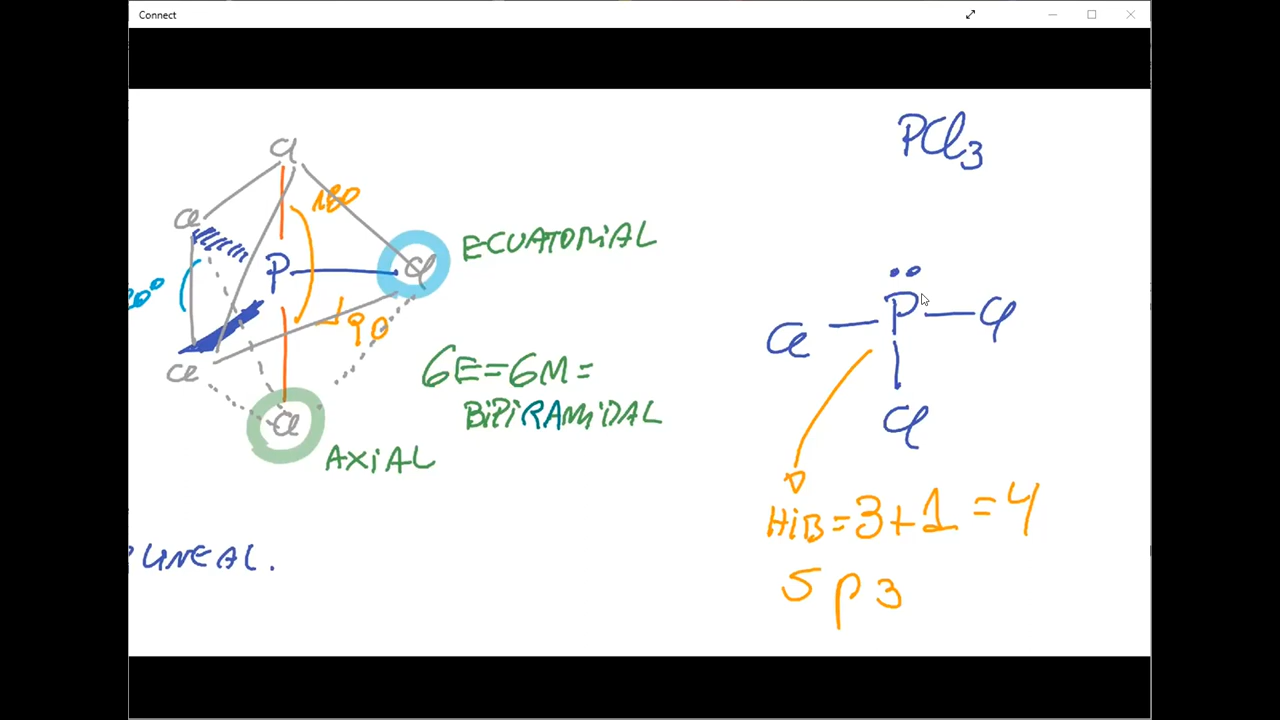 Connect
PCl3
Cl
180
Cl
ECUATORIAL
P
Cl
90
Cl
6E=6M=
BiPiRAMiDAL
Cl
AXiAL
P
Cl
Cl
Cl
HiB=3+1=4
sp3
LINEAL.